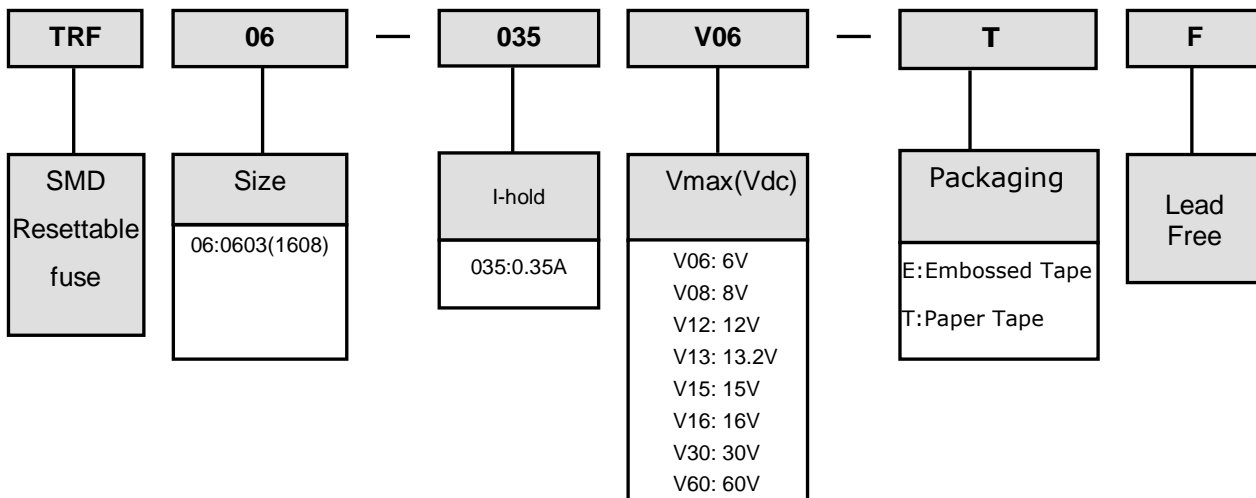 TRF 06 — 035 V06 — T F
SMD
Resettable
fuse
Size
06:0603(1608)
I-hold
035:0.35A
Vmax(Vdc)
V06: 6V
V08: 8V
V12: 12V
V13: 13.2V
V15: 15V
V16: 16V
V30: 30V
V60: 60V
Packaging
E:Embossed Tape
T:Paper Tape
Lead
Free